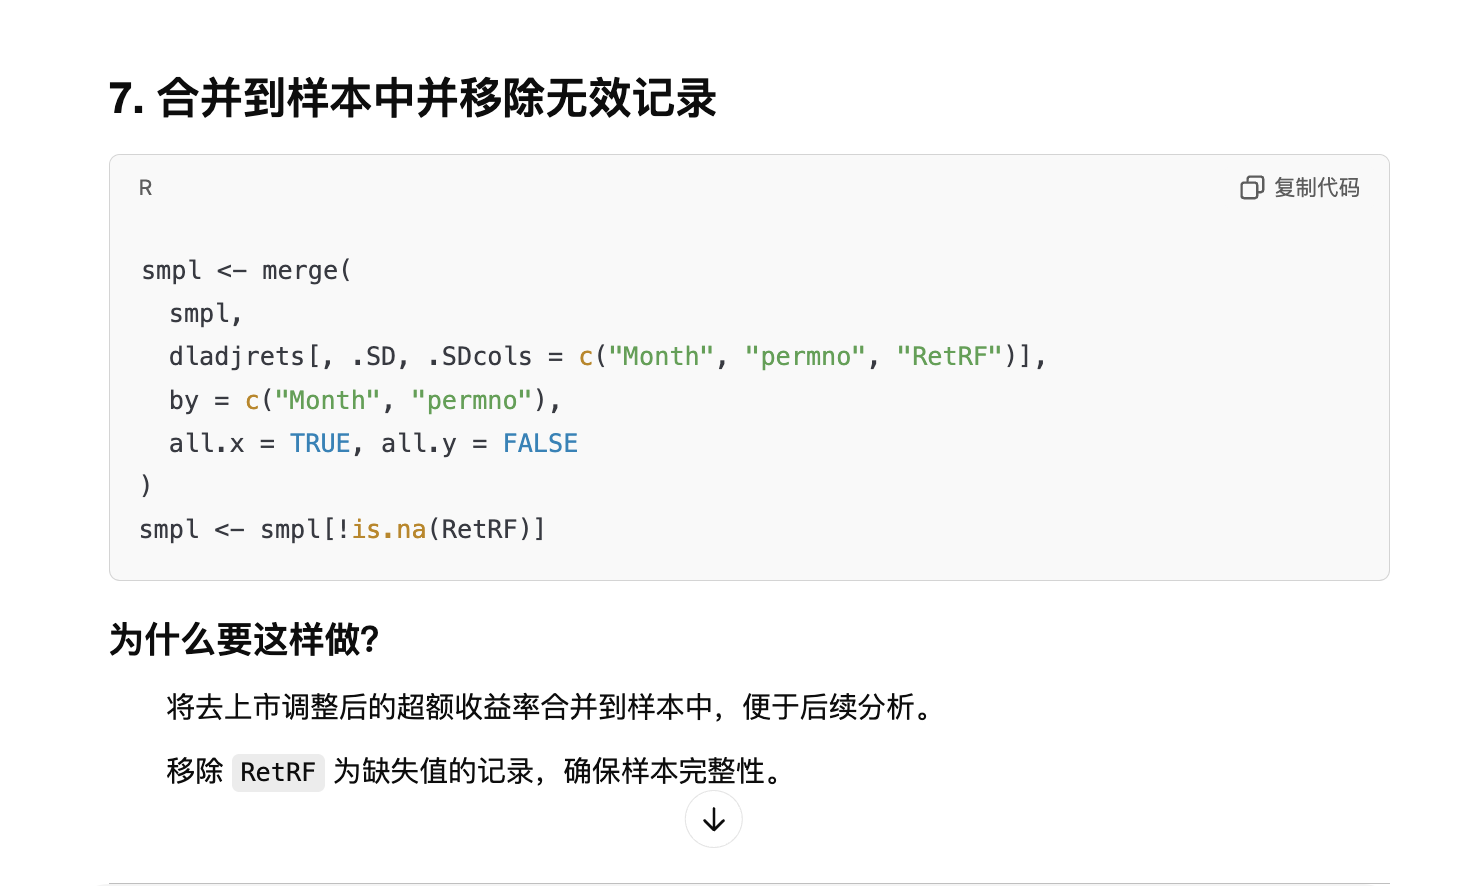 7. 合并到样本中并移除无效记录
R
复制代码
smpl <- merge(
  smpl,
  dladjrets[, .SD, .SDcols = c("Month", "permno", "RetRF")],
  by = c("Month", "permno"),
  all.x = TRUE, all.y = FALSE
)
smpl <- smpl[!is.na(RetRF)]
为什么要这样做?
将去上市调整后的超额收益率合并到样本中，便于后续分析。
移除 RetRF 为缺失值的记录，确保样本完整性。